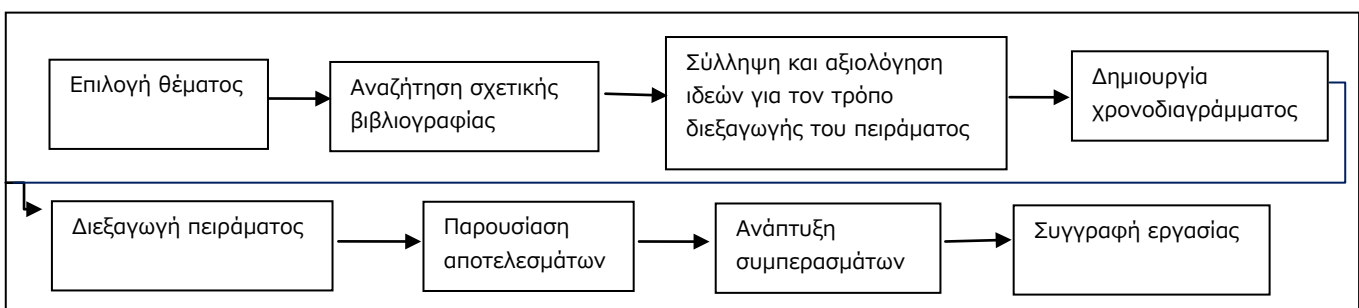 Επιλογή θέματος
Αναζήτηση σχετικής
βιβλιογραφίας
Σύλληψη και αξιολόγηση
ιδεών για τον τρόπο
διεξαγωγής του πειράματος
Δημιουργία
χρονοδιαγράμματος
Διεξαγωγή πειράματος
Παρουσίαση
αποτελεσμάτων
Ανάπτυξη
συμπερασμάτων
Συγγραφή εργασίας